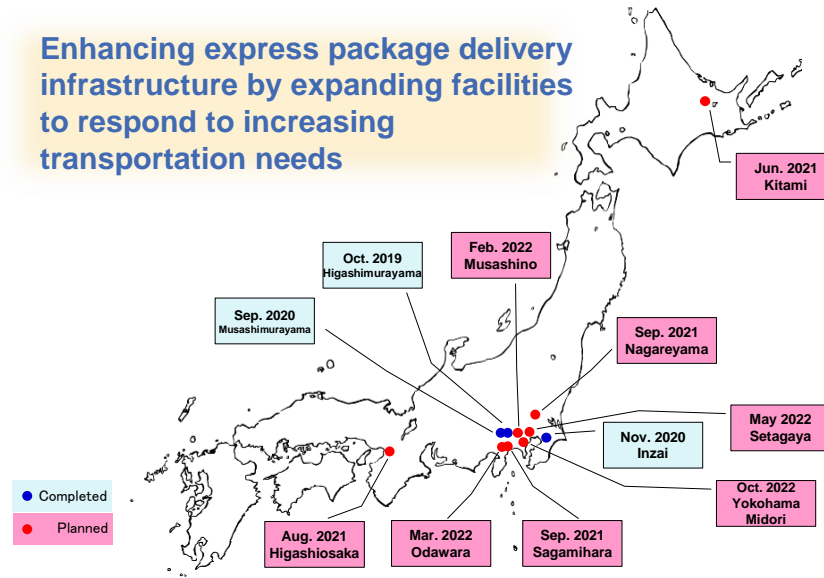 Enhancing express package delivery
infrastructure by expanding facilities
to respond to increasing
transportation needs
Jun. 2021
Kitami
Feb. 2022
Musashino
Oct. 2019
Higashimurayama
Sep. 2020
Musashimurayama
Sep. 2021
Nagareyama
May 2022
Setagaya
Nov. 2020
Inzai
Oct. 2022
Yokohama
Midori
Completed
Planned
Aug. 2021
Higashiosaka
Mar. 2022
Odawara
Sep. 2021
Sagamihara